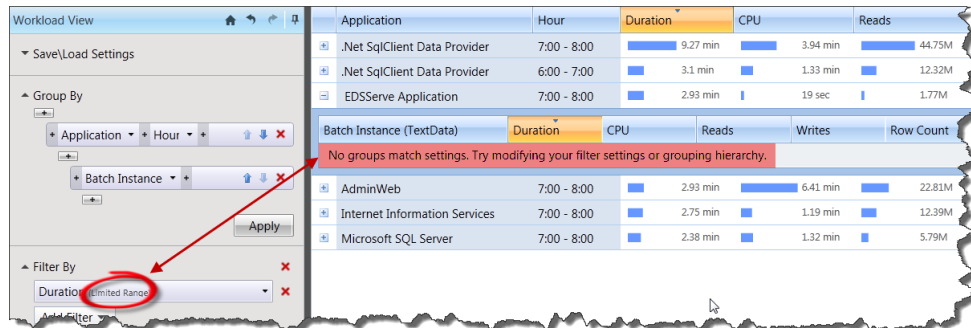 Workload View
Save\Load Settings
Group By
Application Hour
Batch Instance
Apply
Filter By
Duration (Limited Range)
Add Filter
Application Hour Duration CPU Reads
.Net SqlClient Data Provider 7:00 - 8:00 9.27 min 3.94 min 44.75M
.Net SqlClient Data Provider 6:00 - 7:00 3.1 min 1.33 min 12.32M
EDSServe Application 7:00 - 8:00 2.93 min 19 sec 1.77M
Batch Instance (TextData) Duration CPU Reads Writes Row Count
No groups match settings. Try modifying your filter settings or grouping hierarchy.
AdminWeb 7:00 - 8:00 2.93 min 6.41 min 22.81M
Internet Information Services 7:00 - 8:00 2.75 min 1.19 min 12.39M
Microsoft SQL Server 7:00 - 8:00 2.38 min 1.32 min 5.79M